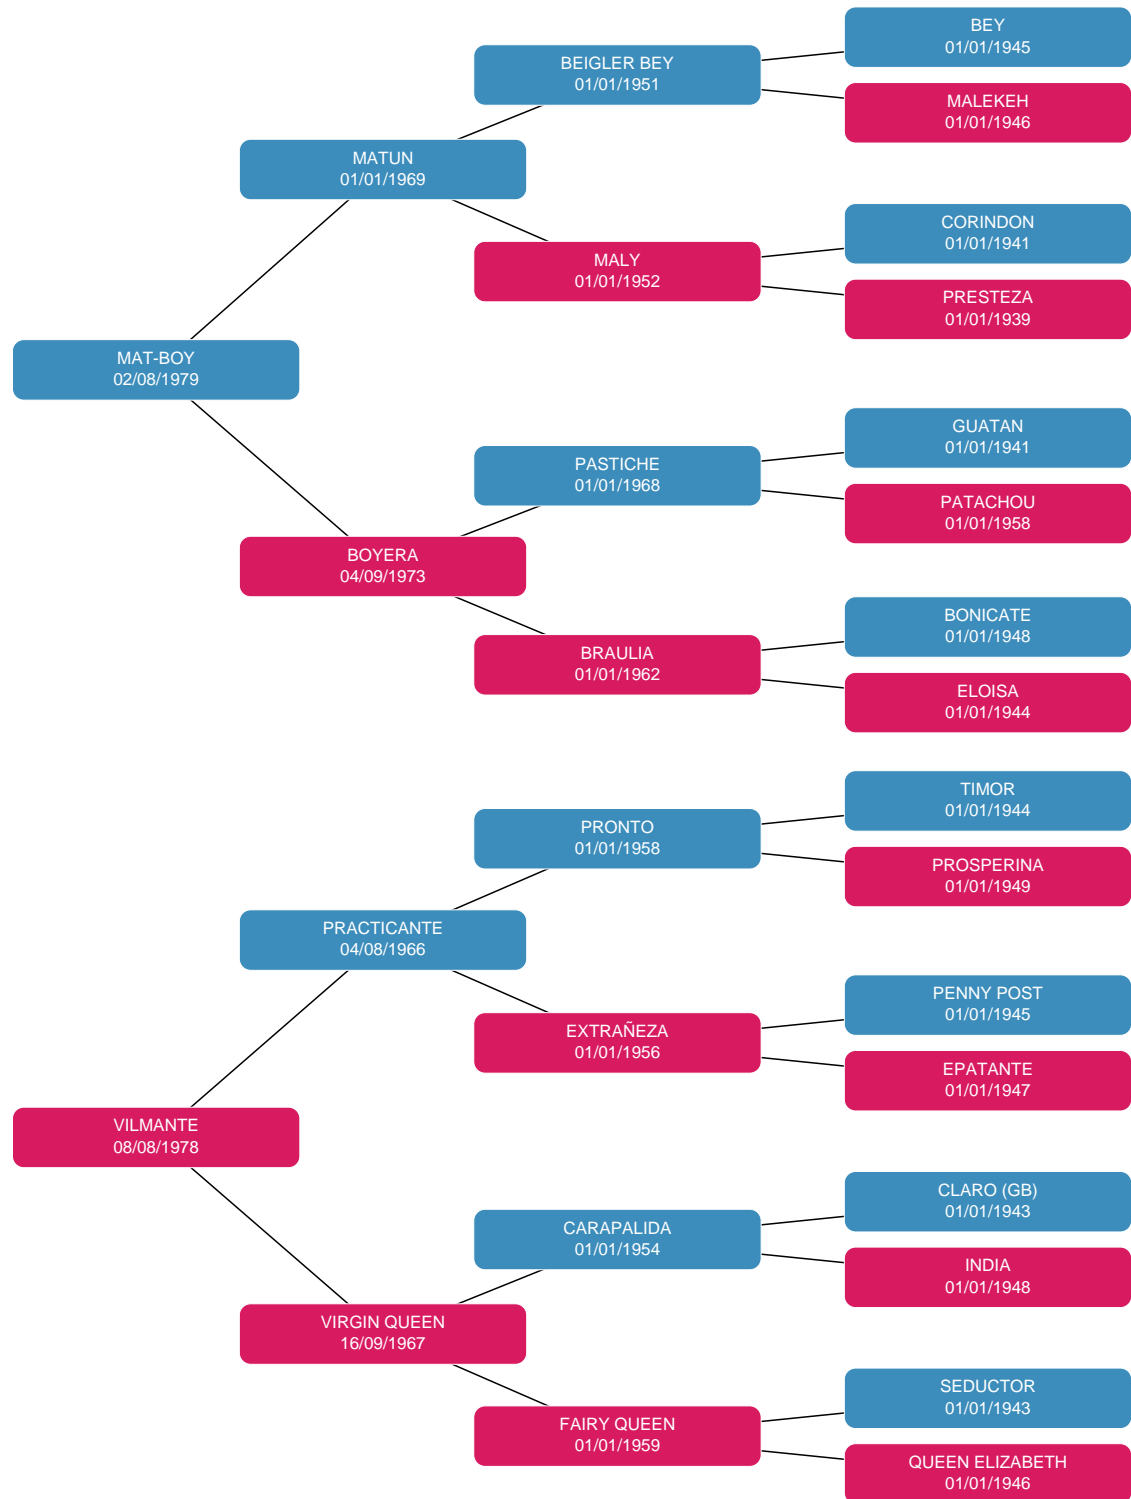 BEY
01/01/1945
BEIGLER BEY
01/01/1951
MALEKEH
01/01/1946
MATUN
01/01/1969
CORINDON
01/01/1941
MALY
01/01/1952
PRESTEZA
01/01/1939
MAT-BOY
02/08/1979
GUATAN
01/01/1941
PASTICHE
01/01/1968
PATACHOU
01/01/1958
BOYERA
04/09/1973
BONICATE
01/01/1948
BRAULIA
01/01/1962
ELOISA
01/01/1944
TIMOR
01/01/1944
PRONTO
01/01/1958
PROSPERINA
01/01/1949
PRACTICANTE
04/08/1966
PENNY POST
01/01/1945
EXTRAÑEZA
01/01/1956
EPATANTE
01/01/1947
VILMANTE
08/08/1978
CLARO (GB)
01/01/1943
CARAPALIDA
01/01/1954
INDIA
01/01/1948
VIRGIN QUEEN
16/09/1967
SEDUCTOR
01/01/1943
FAIRY QUEEN
01/01/1959
QUEEN ELIZABETH
01/01/1946